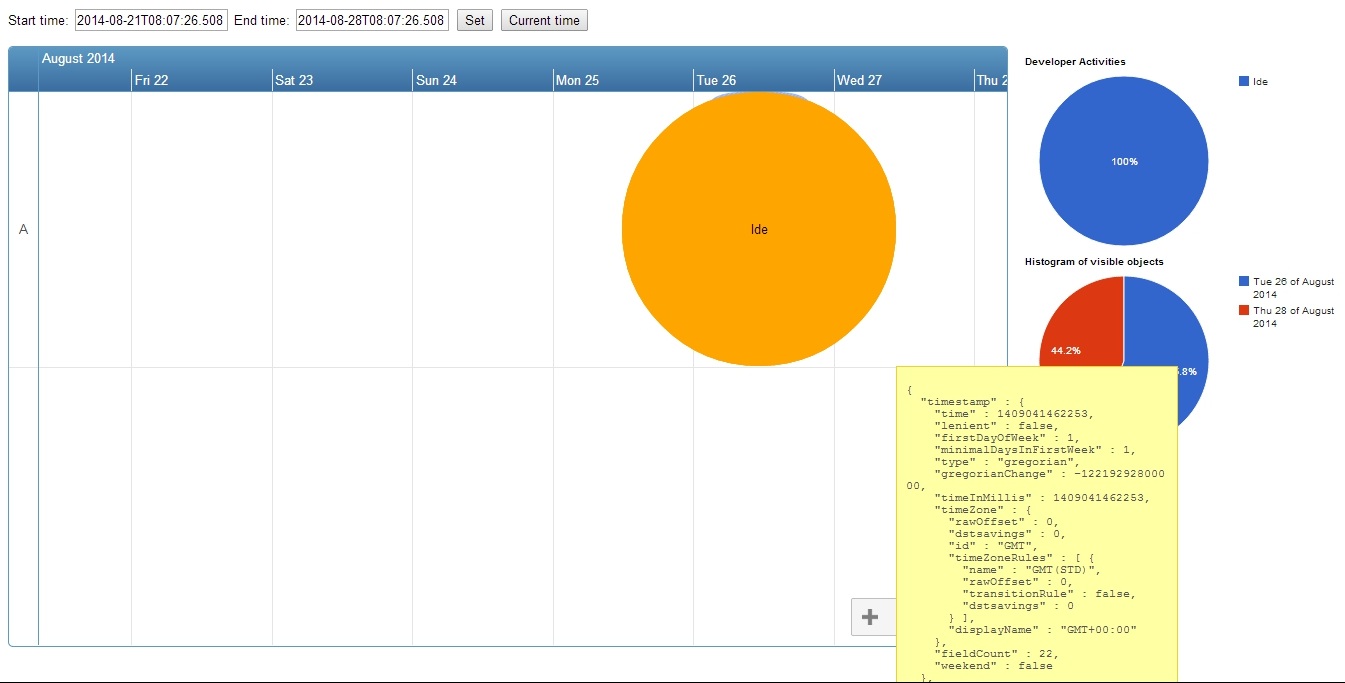 Start time: 2014-08-21T08:07:26.508 End time: 2014-08-28T08:07:26.508 Set Current time
August 2014
Fri 22 Sat 23 Sun 24 Mon 25 Tue 26 Wed 27 Thu 2
A
Ide
Developer Activities
Ide
100%
Histogram of visible objects
Tue 26 of August
2014
Thu 28 of August
2014
44.2%
5.8%
{
"timestamp" : {
"time" : 1409041462253,
"lenient" : false,
"firstDayOfWeek" : 1,
"minimalDaysInFirstWeek" : 1,
"type" : "gregorian",
"gregorianChange" : -122192928000
00,
"timeInMillis" : 1409041462253,
"timeZone" : {
"rawOffset" : 0,
"dstsavings" : 0,
"id" : "GMT",
"timeZoneRules" : [ {
"name" : "GMT(STD)",
"rawOffset" : 0,
"transitionRule" : false,
"dstsavings" : 0
} ],
"displayName" : "GMT+00:00"
},
"fieldCount" : 22,
"weekend" : false
},